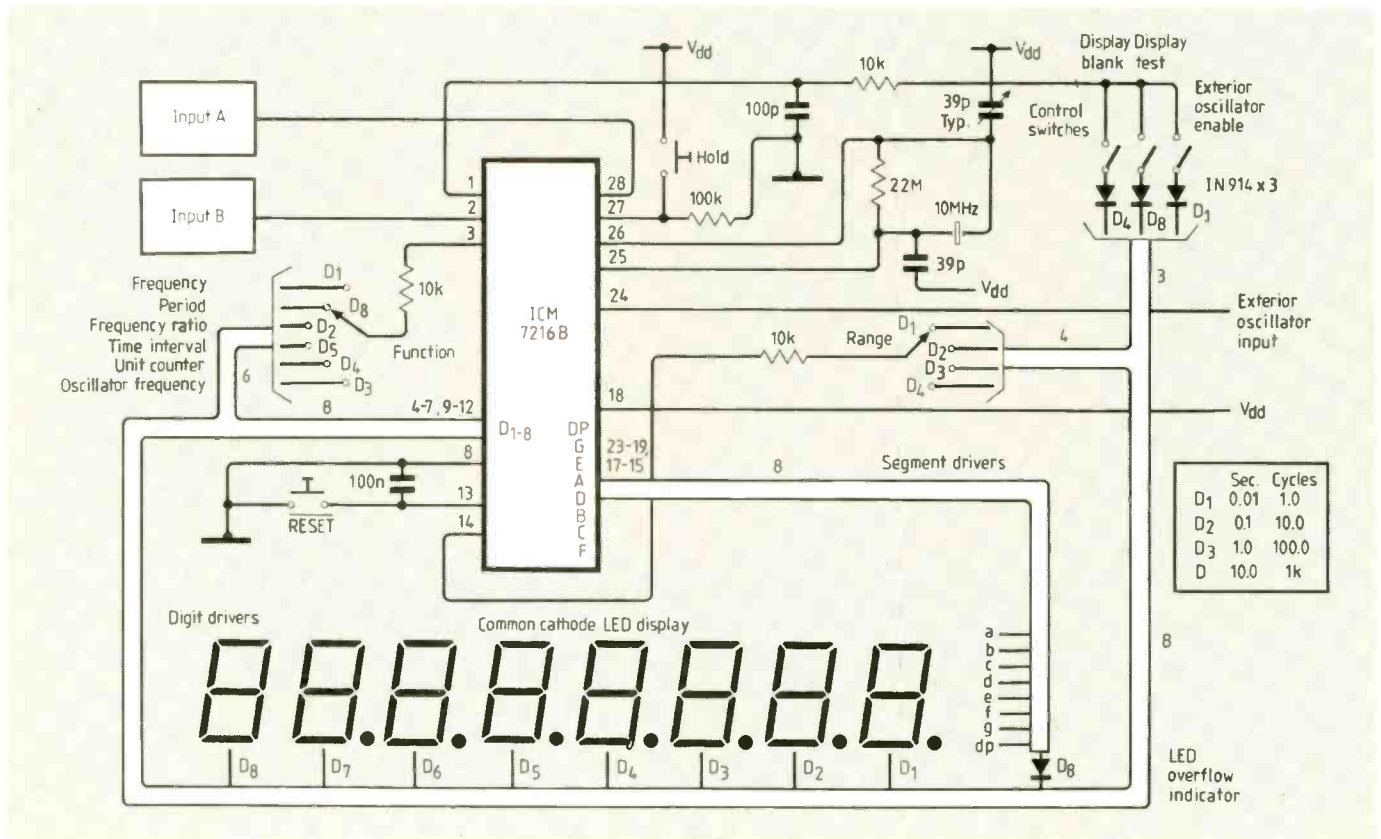 Input A
Input B
Vdd
Hold
100k
100p
10k
Vdd
39p
Typ.
22M
10MHz
39p
Vdd
Control
switches
Display Display
blank test
Exterior
oscillator
enable
IN 914 x 3
D4 D8 D1
3
1
2
3
28
27
26
25
24
Exterior
oscillator
input
ICM
7216B
10k
Frequency
Period
Frequency ratio
Time interval
Unit counter
Oscillator frequency
D1
D8
D2
D5
D4
D3
Function
6
8
4-7, 9-12
D1-8
DP
G
E
A
D
B
C
F
18
Vdd
10k
Range
D1
D2
D3
D4
4
23-19,
17-15
8
Segment drivers
8
100n
13
RESET
14
Sec. Cycles
D1 0.01 1.0
D2 0.1 10.0
D3 1.0 100.0
D 10.0 1k
Digit drivers
Common cathode LED display
a
b
c
d
e
f
g
dp
8
D8
LED
overflow
indicator
D8 D7 D6 D5 D4 D3 D2 D1